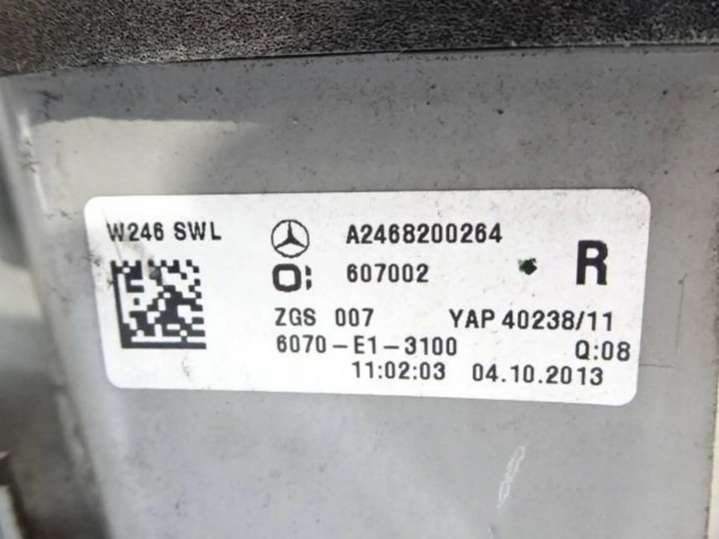 W246 SWL A2468200264
607002 R
ZGS 007 YAP 40238/11
6070-E1-3100 Q:08
11:02:03 04.10.2013